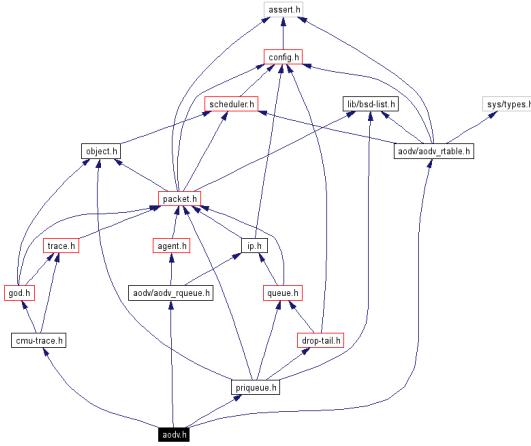 assert.h
config.h
scheduler.h
lib/bsd-list.h
sys/types.h
object.h
aodv/aodv_rtable.h
packet.h
trace.h
agent.h
ip.h
god.h
aodv/aodv_rqueue.h
queue.h
cmu-trace.h
drop-tail.h
priqueue.h
aodv.h